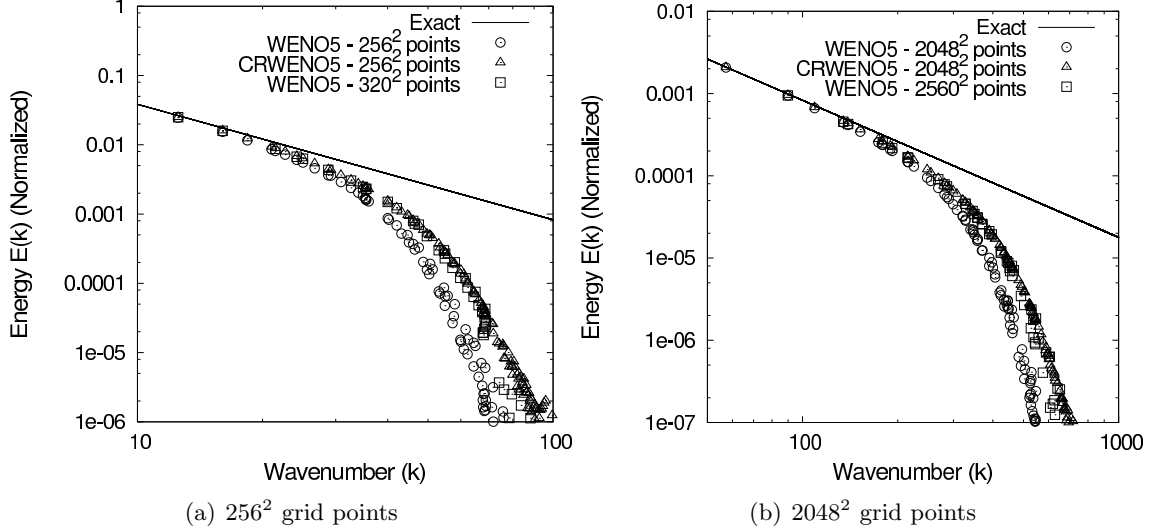 1
0.1
0.01
0.001
0.0001
1e-05
1e-06
10
100
Energy E(k) (Normalized)
Wavenumber (k)
Exact
WENO5 - 256² points
CRWENO5 - 256² points
WENO5 - 320² points
(a) 256² grid points
0.01
0.001
0.0001
1e-05
1e-06
1e-07
100
1000
Energy E(k) (Normalized)
Wavenumber (k)
Exact
WENO5 - 2048² points
CRWENO5 - 2048² points
WENO5 - 2560² points
(b) 2048² grid points